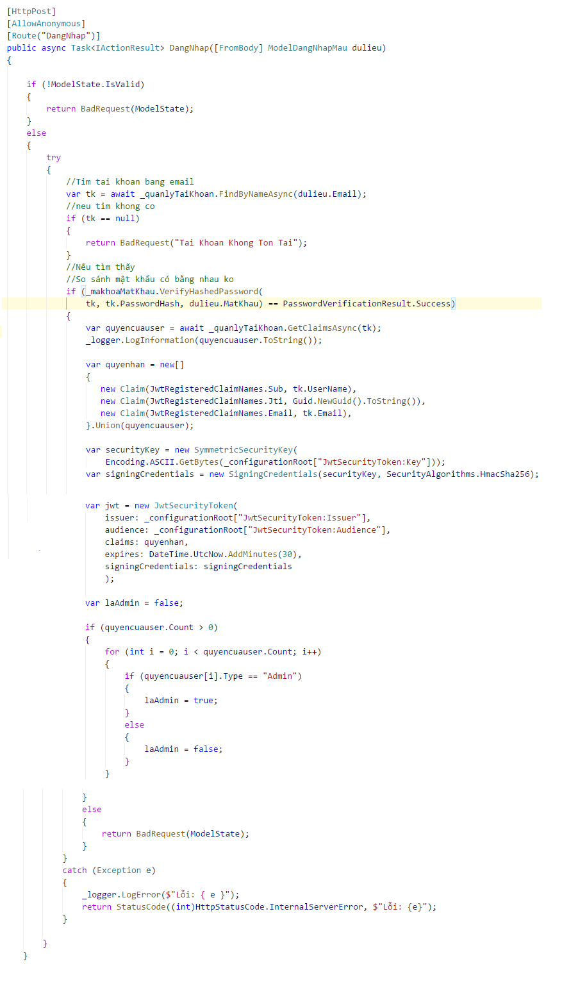 [HttpPost]
[AllowAnonymous]
[Route("DangNhap")]
public async Task<IActionResult> DangNhap([FromBody] ModelDangNhapMau dulieu)
{
if (!ModelState.IsValid)
{
return BadRequest(ModelState);
}
else
{
try
{
//Tim tai khoan bang email
var tk = await _quanlyTaiKhoan.FindByNameAsync(dulieu.Email);
//neu tim khong co
if (tk == null)
{
return BadRequest("Tai Khoan Khong Ton Tai");
}
//Nếu tìm thấy
//So sánh mật khẩu có bằng nhau ko
if (_makhoaMatKhau.VerifyHashedPassword(
tk, tk.PasswordHash, dulieu.MatKhau) == PasswordVerificationResult.Success)
{
var quyencuauser = await _quanlyTaiKhoan.GetClaimsAsync(tk);
_logger.LogInformation(quyencuauser.ToString());
var quyenhan = new[]
{
new Claim(JwtRegisteredClaimNames.Sub, tk.UserName),
new Claim(JwtRegisteredClaimNames.Jti, Guid.NewGuid().ToString()),
new Claim(JwtRegisteredClaimNames.Email, tk.Email),
}.Union(quyencuauser);
var securityKey = new SymmetricSecurityKey(
Encoding.ASCII.GetBytes(_configurationRoot["JwtSecurityToken:Key"]));
var signingCredentials = new SigningCredentials(securityKey, SecurityAlgorithms.HmacSha256);
var jwt = new JwtSecurityToken(
issuer: _configurationRoot["JwtSecurityToken:Issuer"],
audience: _configurationRoot["JwtSecurityToken:Audience"],
claims: quyenhan,
expires: DateTime.UtcNow.AddMinutes(30),
signingCredentials: signingCredentials
);
var laAdmin = false;
if (quyencuauser.Count > 0)
{
for (int i = 0; i < quyencuauser.Count; i++)
{
if (quyencuauser[i].Type == "Admin")
{
laAdmin = true;
}
else
{
laAdmin = false;
}
}
}
else
{
return BadRequest(ModelState);
}
}
catch (Exception e)
{
_logger.LogError($"Lỗi: { e }");
return StatusCode((int)HttpStatusCode.InternalServerError, $"Lỗi: {e}");
}
}
}